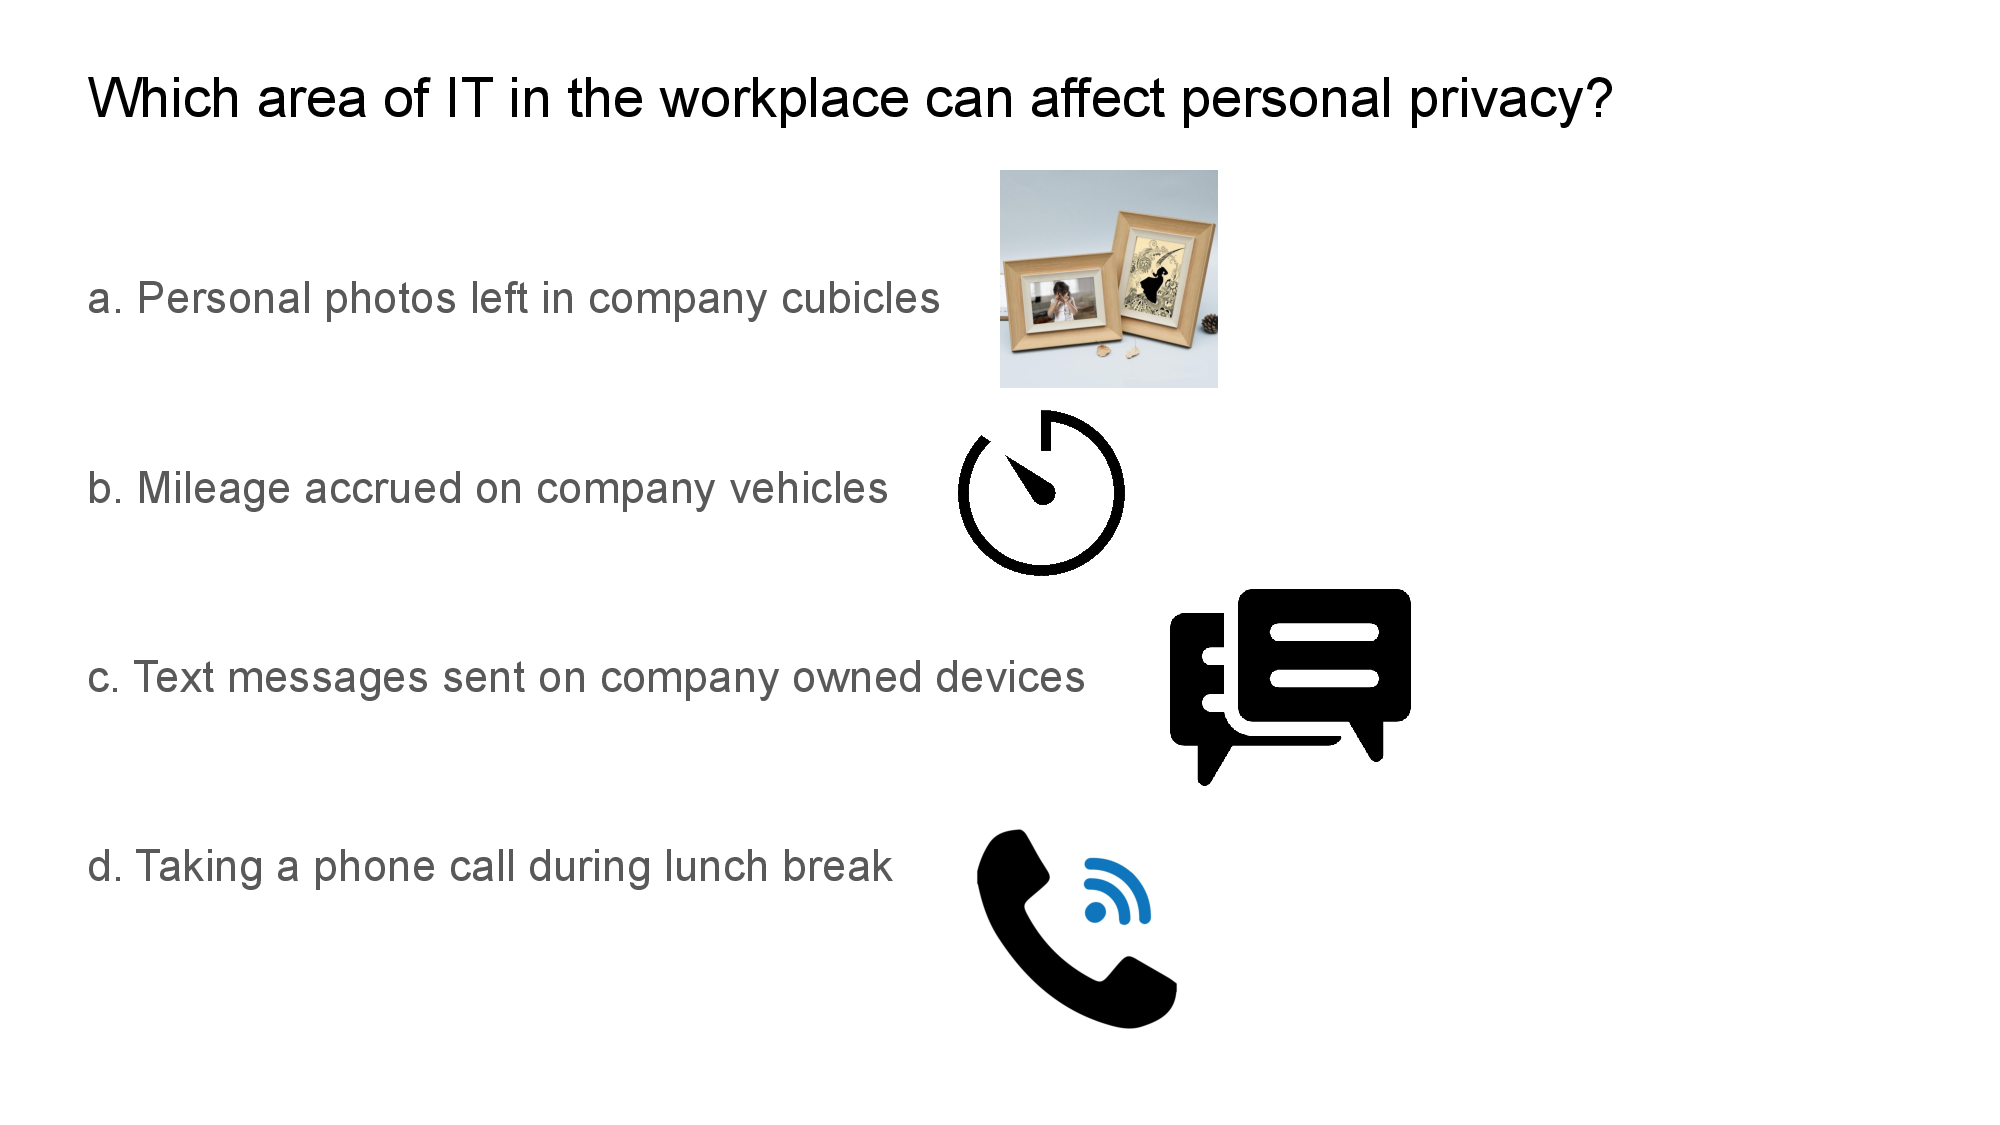 Which area of IT in the workplace can affect personal privacy?
a. Personal photos left in company cubicles
b. Mileage accrued on company vehicles
c. Text messages sent on company owned devices
d. Taking a phone call during lunch break